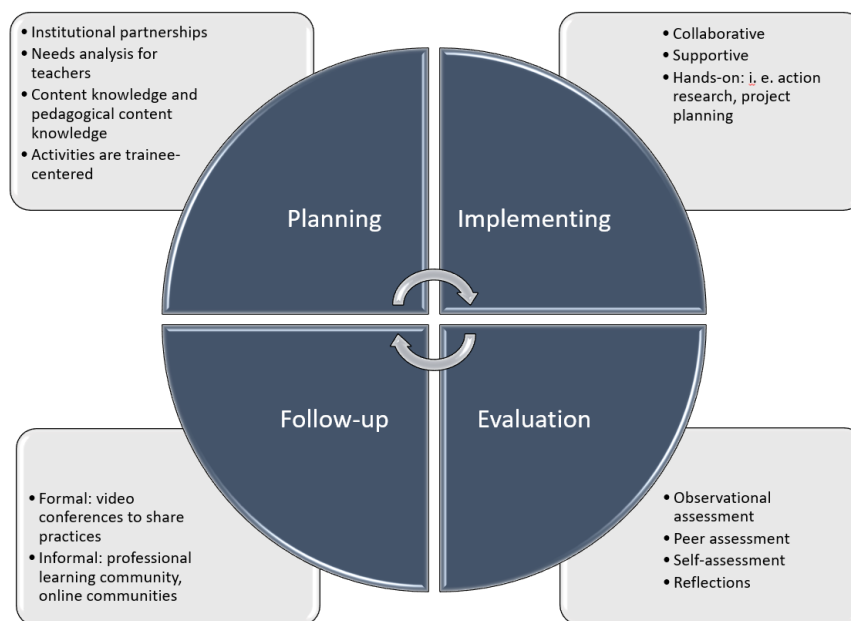 • Institutional partnerships
• Needs analysis for
teachers
• Content knowledge and
pedagogical content
knowledge
• Activities are trainee-
centered
• Collaborative
• Supportive
• Hands-on: i. e. action
research, project
planning
Planning
Implementing
Follow-up
Evaluation
• Formal: video
conferences to share
practices
• Informal: professional
learning community,
online communities
• Observational
assessment
• Peer assessment
• Self-assessment
• Reflections